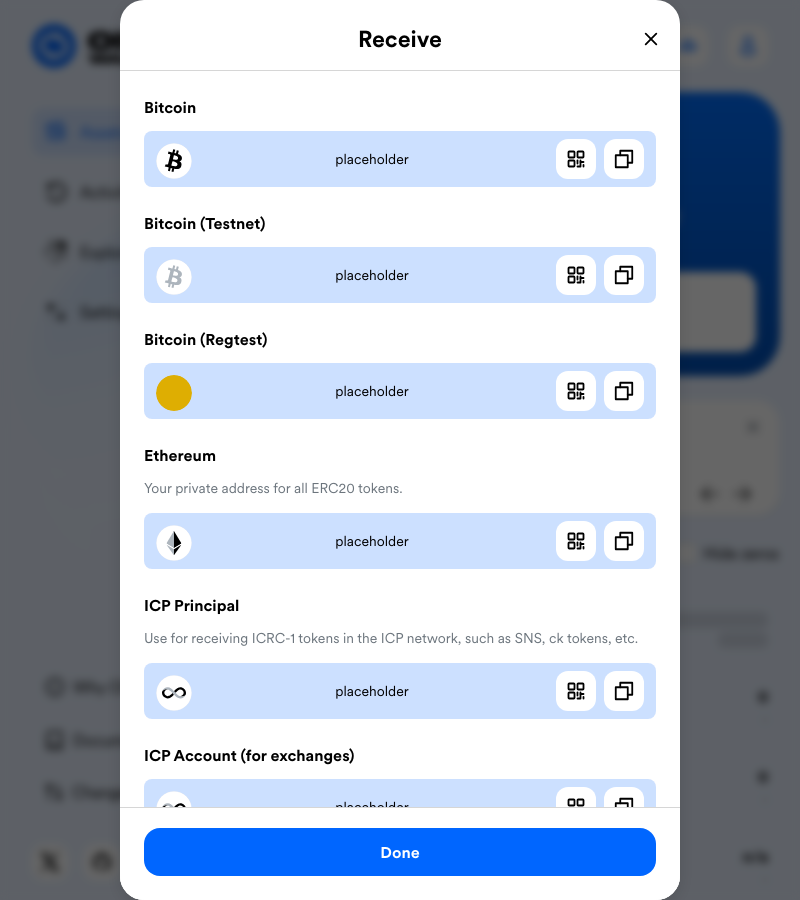 Receive
Bitcoin
placeholder
Bitcoin (Testnet)
placeholder
Bitcoin (Regtest)
placeholder
Ethereum
Your private address for all ERC20 tokens.
placeholder
ICP Principal
Use for receiving ICRC-1 tokens in the ICP network, such as SNS, ck tokens, etc.
placeholder
ICP Account (for exchanges)
placeholder
Done